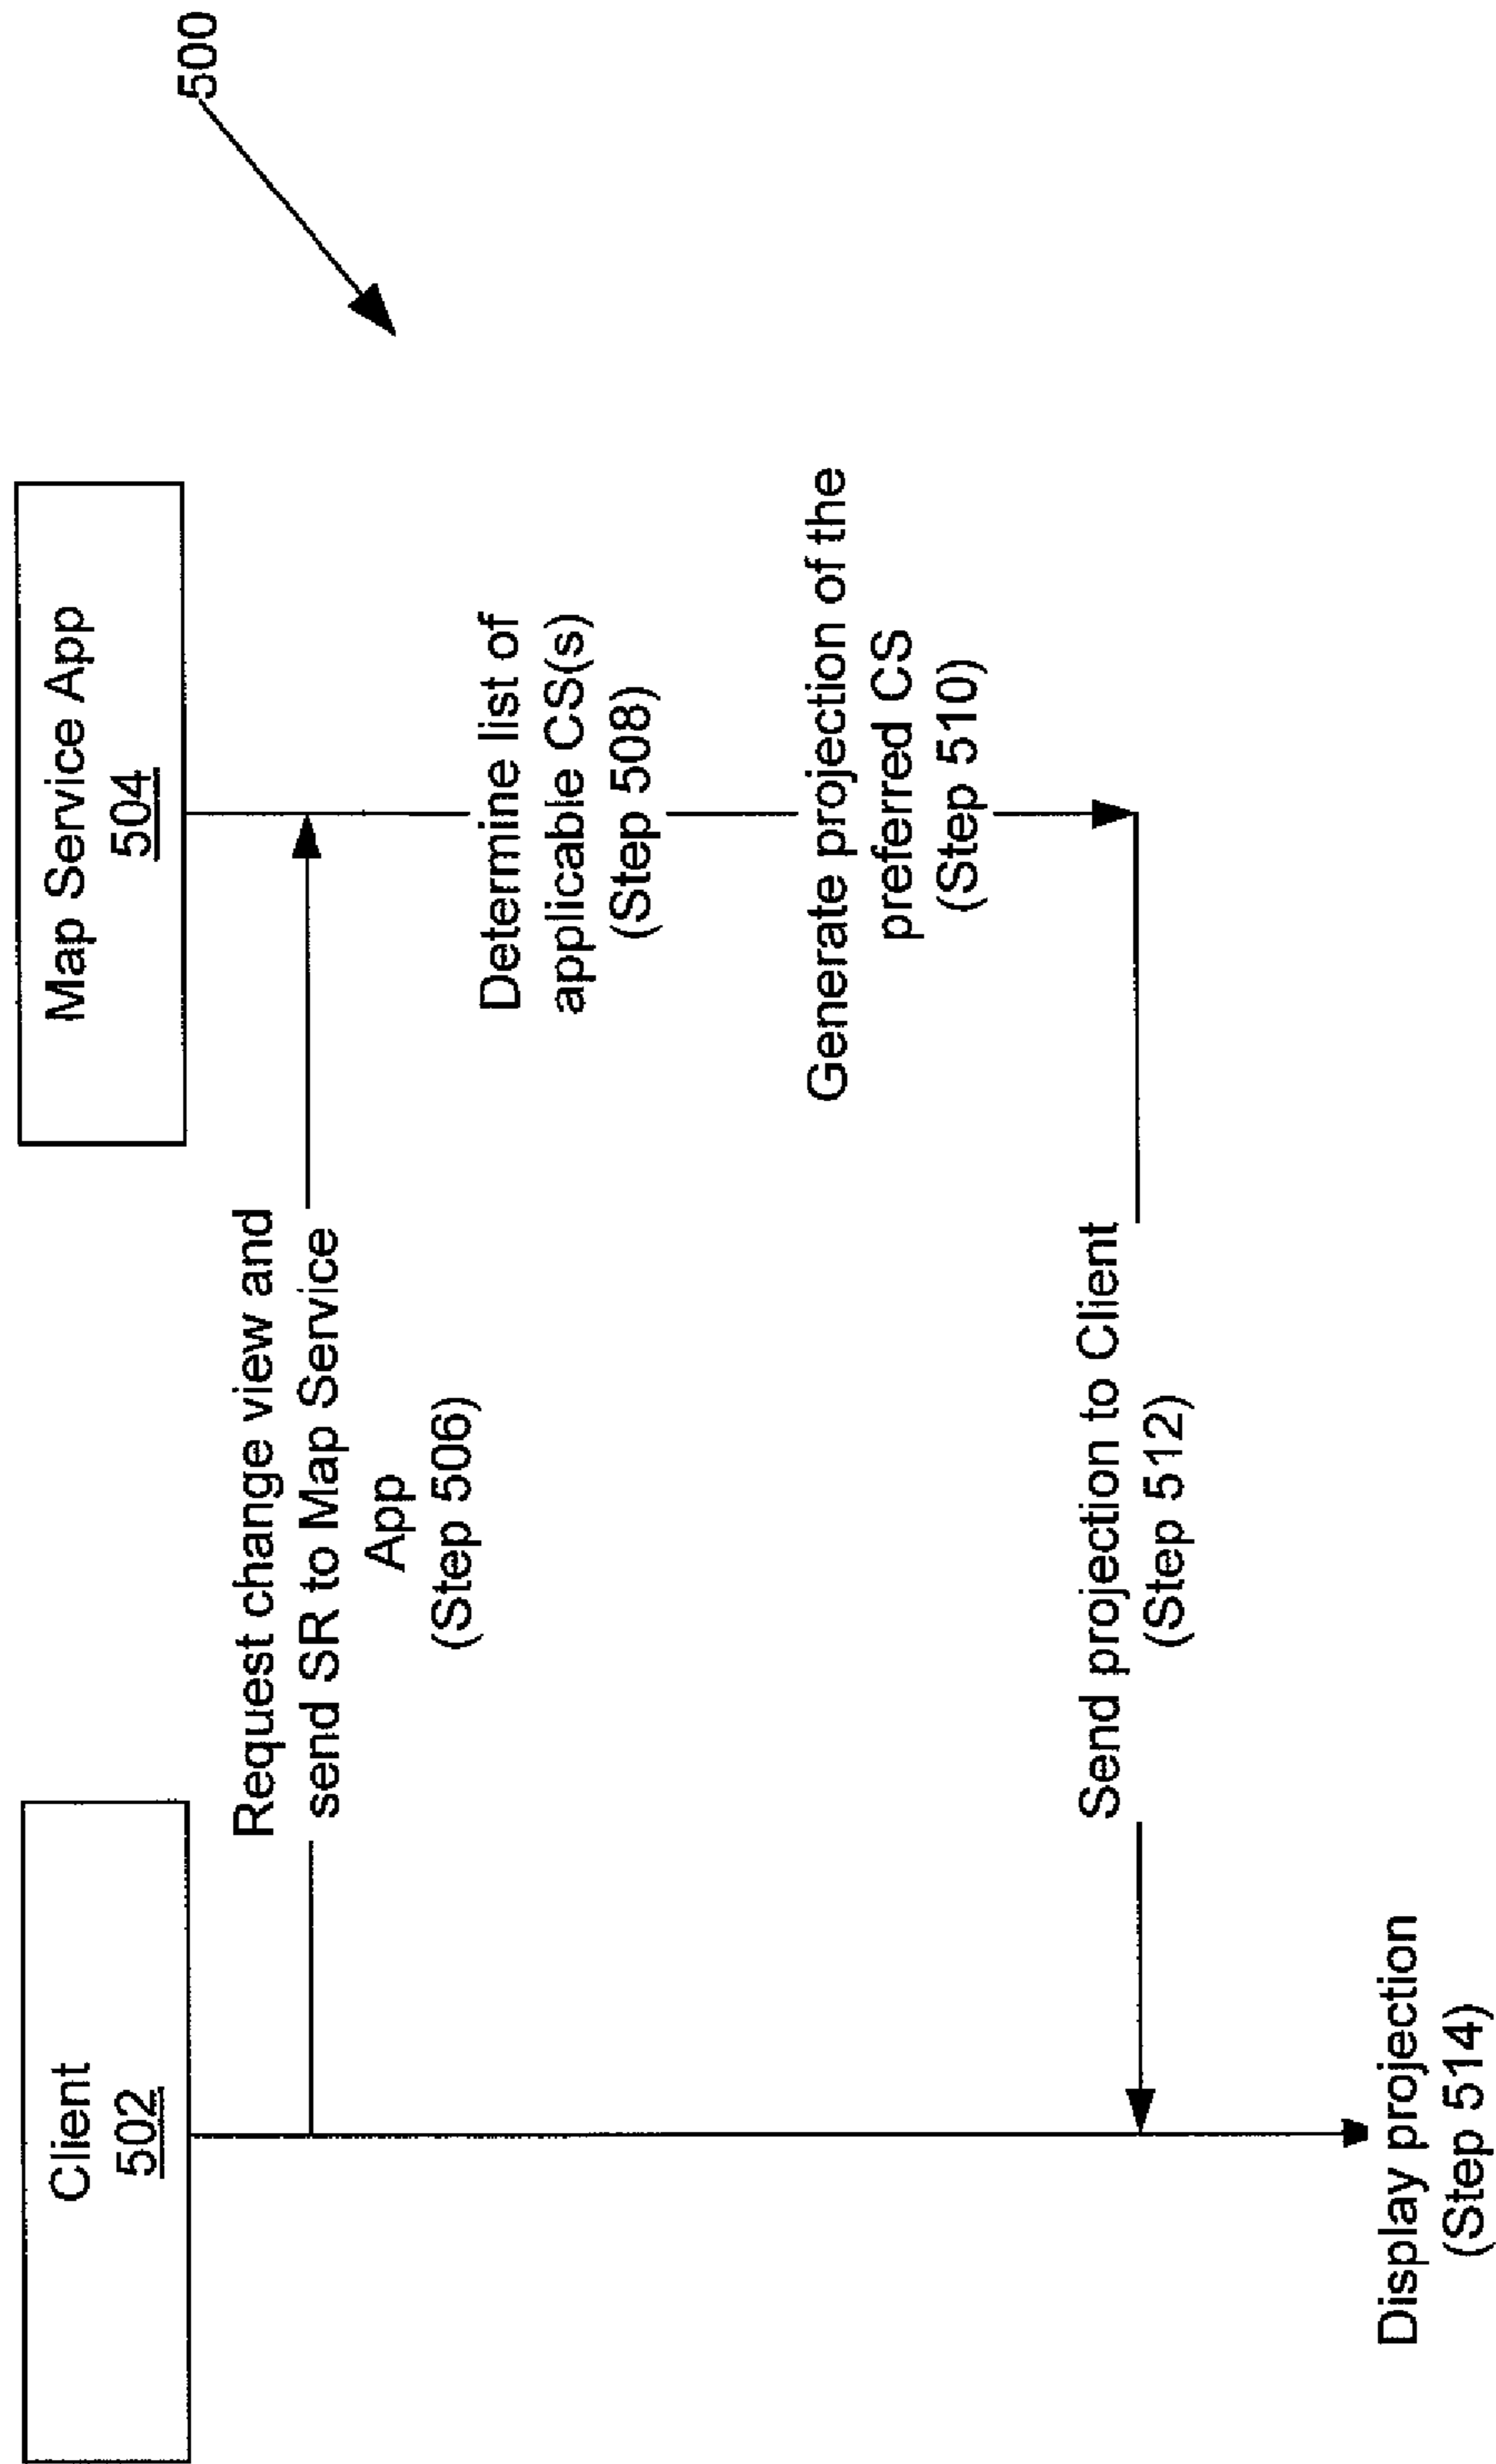 Client
502
Map Service App
504
500
Request change view and
send SR to Map Service
App
(Step 506)
Determine list of
applicable CS(s)
(Step 508)
Generate projection of the
preferred CS
(Step 510)
Send projection to Client
(Step 512)
Display projection
(Step 514)